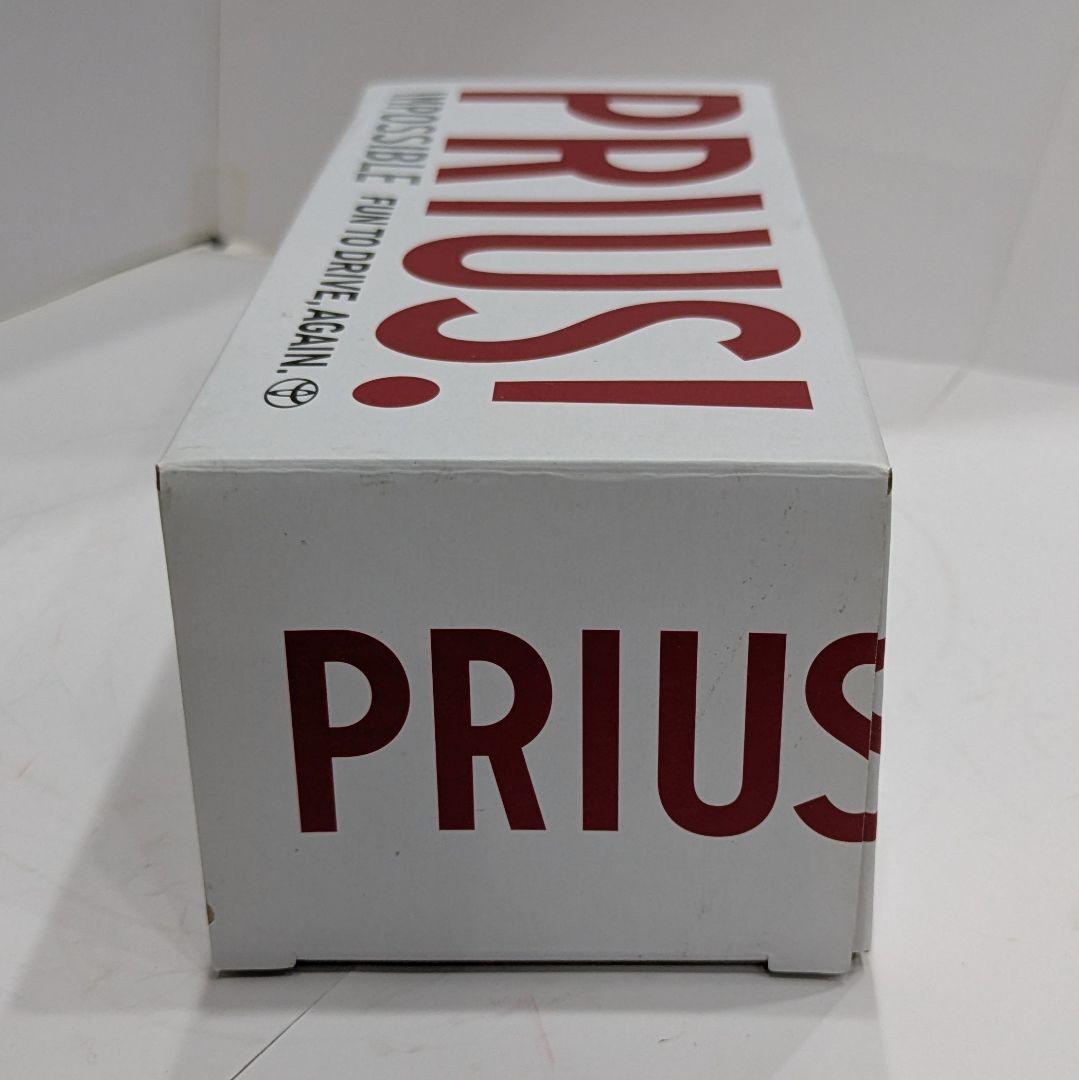 PRIUS!
IMPOSSIBLE FUN TO DRIVE, AGAIN.
PRIUS